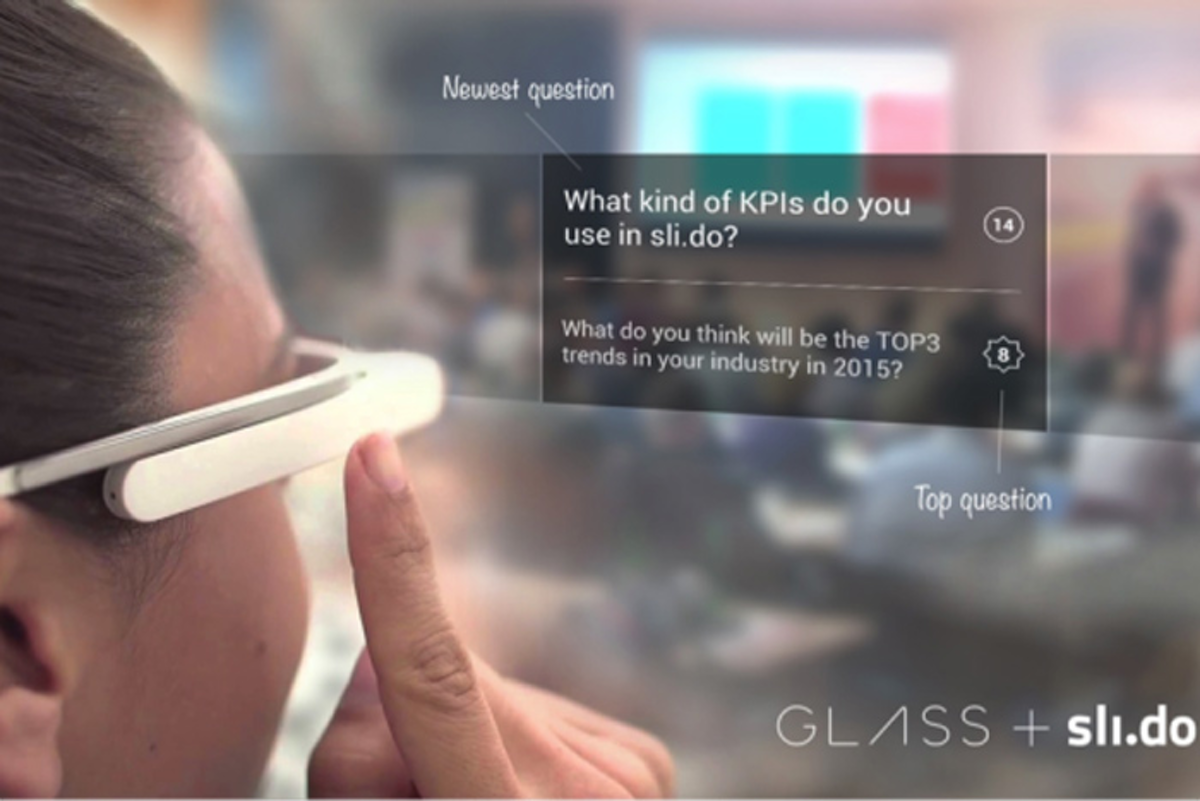 Newest question
What kind of KPIs do you
use in sli.do?
14
What do you think will be the TOP3
trends in your industry in 2015?
8
Top question
GLASS + slı.do